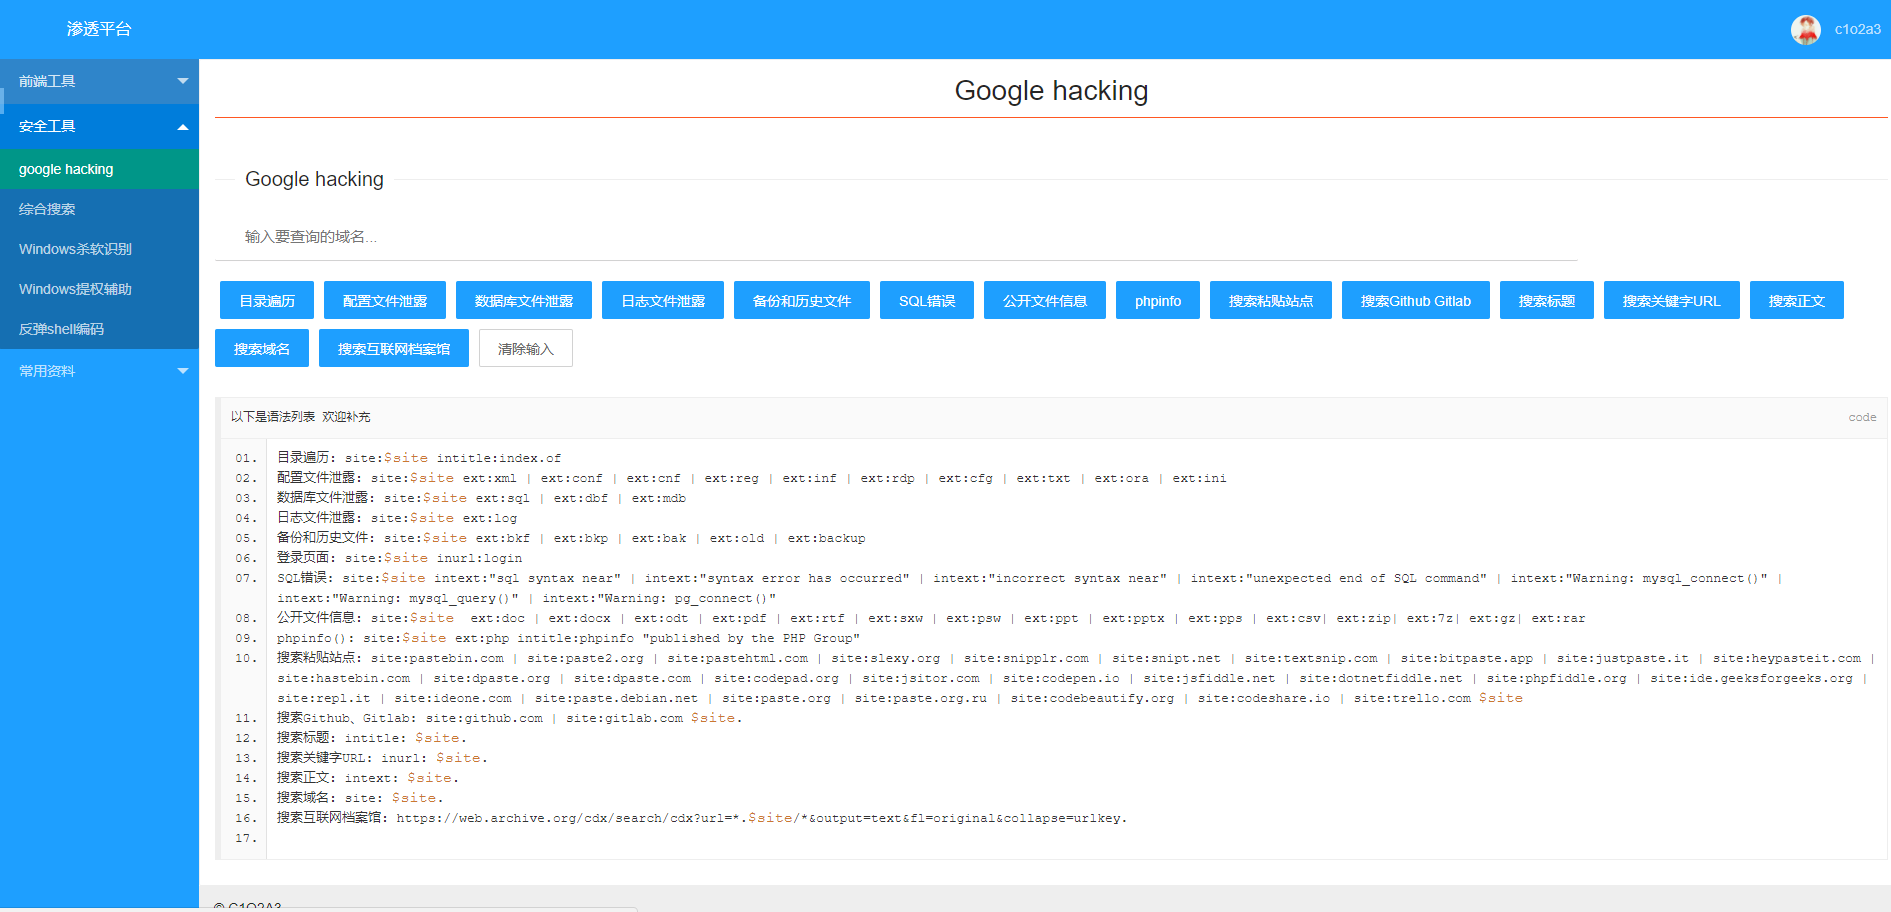 渗透平台
c1o2a3
前端工具
安全工具
google hacking
综合搜索
Windows杀软识别
Windows提权辅助
反弹shell编码
常用资料
Google hacking
Google hacking
输入要查询的域名...
目录遍历 配置文件泄露 数据库文件泄露 日志文件泄露 备份和历史文件 SQL错误 公开文件信息 phpinfo 搜索粘贴站点 搜索Github Gitlab 搜索标题 搜索关键字URL 搜索正文
搜索域名 搜索互联网档案馆 清除输入
以下是语法列表 欢迎补充 code
01. 目录遍历: site:$site intitle:index.of
02. 配置文件泄露: site:$site ext:xml | ext:conf | ext:cnf | ext:reg | ext:inf | ext:rdp | ext:cfg | ext:txt | ext:ora | ext:ini
03. 数据库文件泄露: site:$site ext:sql | ext:dbf | ext:mdb
04. 日志文件泄露: site:$site ext:log
05. 备份和历史文件: site:$site ext:bkf | ext:bkp | ext:bak | ext:old | ext:backup
06. 登录页面: site:$site inurl:login
07. SQL错误: site:$site intext:"sql syntax near" | intext:"syntax error has occurred" | intext:"incorrect syntax near" | intext:"unexpected end of SQL command" | intext:"Warning: mysql_connect()" |
intext:"Warning: mysql_query()" | intext:"Warning: pg_connect()"
08. 公开文件信息: site:$site  ext:doc | ext:docx | ext:odt | ext:pdf | ext:rtf | ext:sxw | ext:psw | ext:ppt | ext:pptx | ext:pps | ext:csv| ext:zip| ext:7z| ext:gz| ext:rar
09. phpinfo(): site:$site ext:php intitle:phpinfo "published by the PHP Group"
10. 搜索粘贴站点: site:pastebin.com | site:paste2.org | site:pastehtml.com | site:slexy.org | site:snipplr.com | site:snipt.net | site:textsnip.com | site:bitpaste.app | site:justpaste.it | site:heypasteit.com |
site:hastebin.com | site:dpaste.org | site:dpaste.com | site:codepad.org | site:jsitor.com | site:codepen.io | site:jsfiddle.net | site:dotnetfiddle.net | site:phpfiddle.org | site:ide.geeksforgeeks.org |
site:repl.it | site:ideone.com | site:paste.debian.net | site:paste.org | site:paste.org.ru | site:codebeautify.org | site:codeshare.io | site:trello.com $site
11. 搜索Github、Gitlab: site:github.com | site:gitlab.com $site.
12. 搜索标题: intitle: $site.
13. 搜索关键字URL: inurl: $site.
14. 搜索正文: intext: $site.
15. 搜索域名: site: $site.
16. 搜索互联网档案馆: https://web.archive.org/cdx/search/cdx?url=*.$site/*&output=text&fl=original&collapse=urlkey.
17.
© C1O2A3